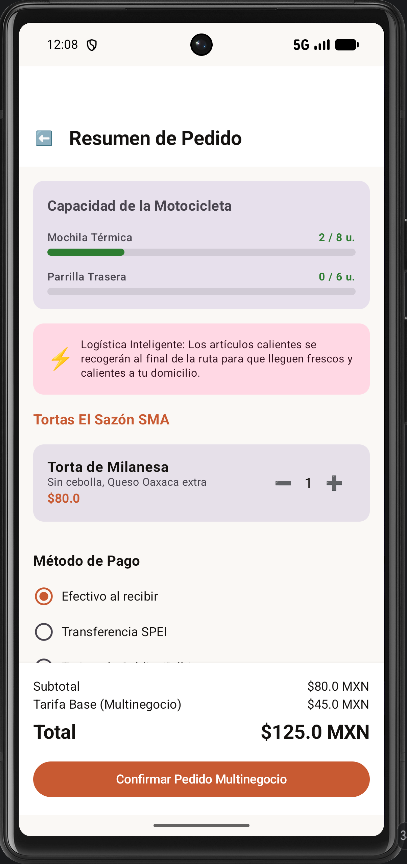 12:08
5G
Resumen de Pedido
Capacidad de la Motocicleta
Mochila Térmica 2 / 8 u.
Parrilla Trasera 0 / 6 u.
Logística Inteligente: Los artículos calientes se
recogerán al final de la ruta para que lleguen frescos y
calientes a tu domicilio.
Tortas El Sazón SMA
Torta de Milanesa
Sin cebolla, Queso Oaxaca extra
$80.0
1
Método de Pago
Efectivo al recibir
Transferencia SPEI
Subtotal $80.0 MXN
Tarifa Base (Multinegocio) $45.0 MXN
Total $125.0 MXN
Confirmar Pedido Multinegocio
3